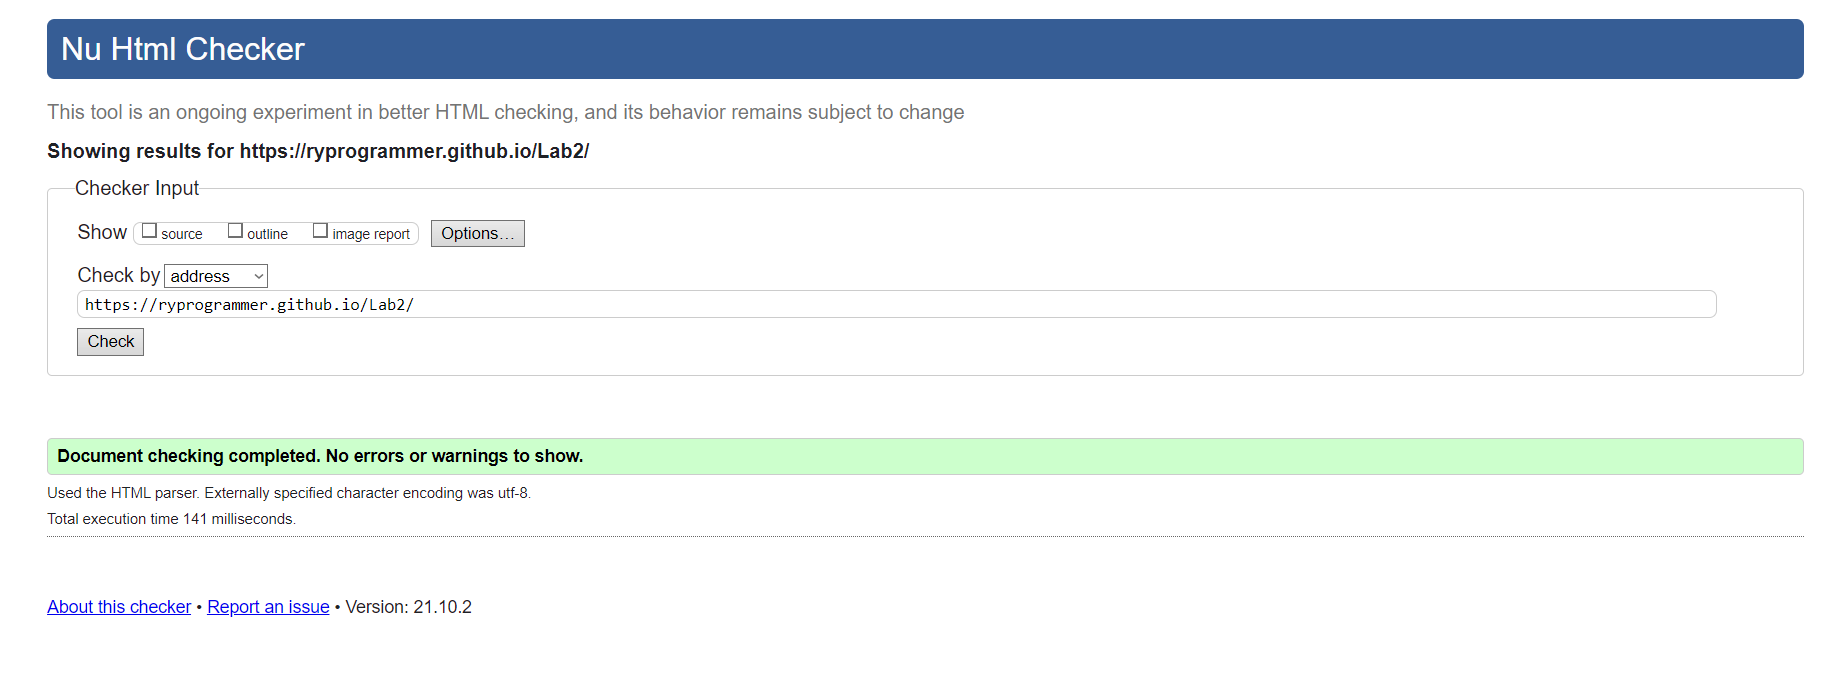 Nu Html Checker
This tool is an ongoing experiment in better HTML checking, and its behavior remains subject to change
Showing results for https://ryprogrammer.github.io/Lab2/
Checker Input
Show source outline image report Options...
Check by address
https://ryprogrammer.github.io/Lab2/
Check
Document checking completed. No errors or warnings to show.
Used the HTML parser. Externally specified character encoding was utf-8.
Total execution time 141 milliseconds.
About this checker • Report an issue • Version: 21.10.2